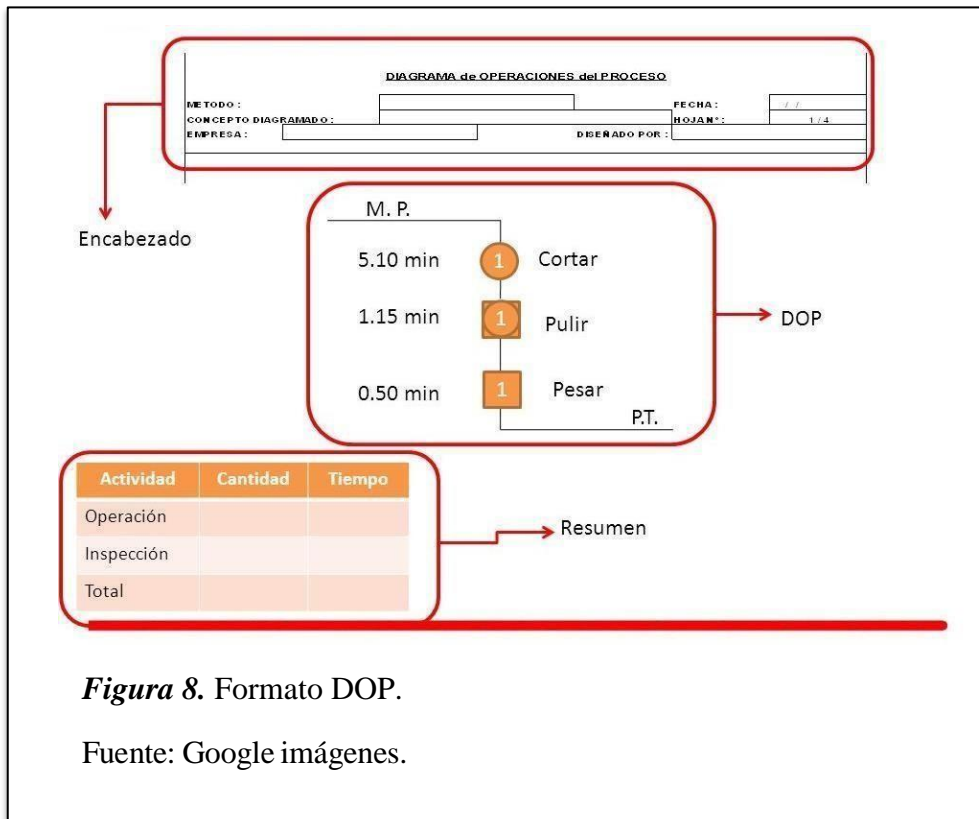 DIAGRAMA de OPERACIONES del PROCESO
METODO : FECHA : / /
CONCEPTO DIAGRAMADO : HOJA N° : 1 / 4
EMPRESA : DISEÑADO POR :
Encabezado
M. P.
5.10 min 1 Cortar
1.15 min 1 Pulir
DOP
0.50 min 1 Pesar
P.T.
Actividad Cantidad Tiempo
Operación
Inspección
Total
Resumen
Figura 8. Formato DOP.
Fuente: Google imágenes.